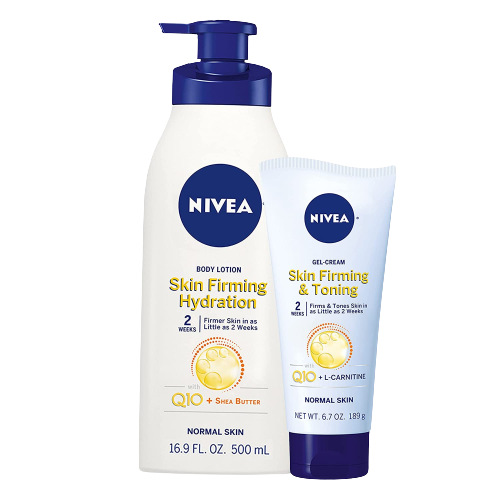 NIVEA
BODY LOTION
Skin Firming
Hydration
2 WEEKS
Firmer Skin in as
Little as 2 Weeks
with
Q10 + SHEA BUTTER
NORMAL SKIN
16.9 FL. OZ. 500 mL
NIVEA
GEL-CREAM
Skin Firming
& Toning
2 WEEKS
Firms & Tones Skin in
as Little as 2 Weeks
with
Q10 + L-CARNITINE
NORMAL SKIN
NET WT. 6.7 OZ. 189 g